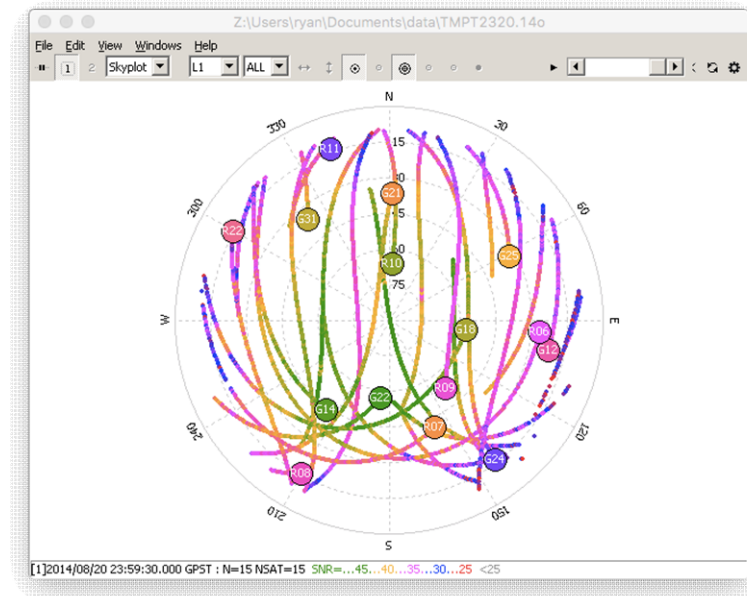 Z:\Users\ryan\Documents\data\TMPT2320.14o
File Edit View Windows Help
1 2 Skyplot L1 ALL
N
330 30
15
R11
30
G21
300 G31 45 60
R22
60 G25
R10
75
W G18 R06 E
G12
R09
G14 G22
R07
240 120
G24
R08
210 150
S
[1]2014/08/20 23:59:30.000 GPST : N=15 NSAT=15 SNR=...45...40...35...30...25 <25